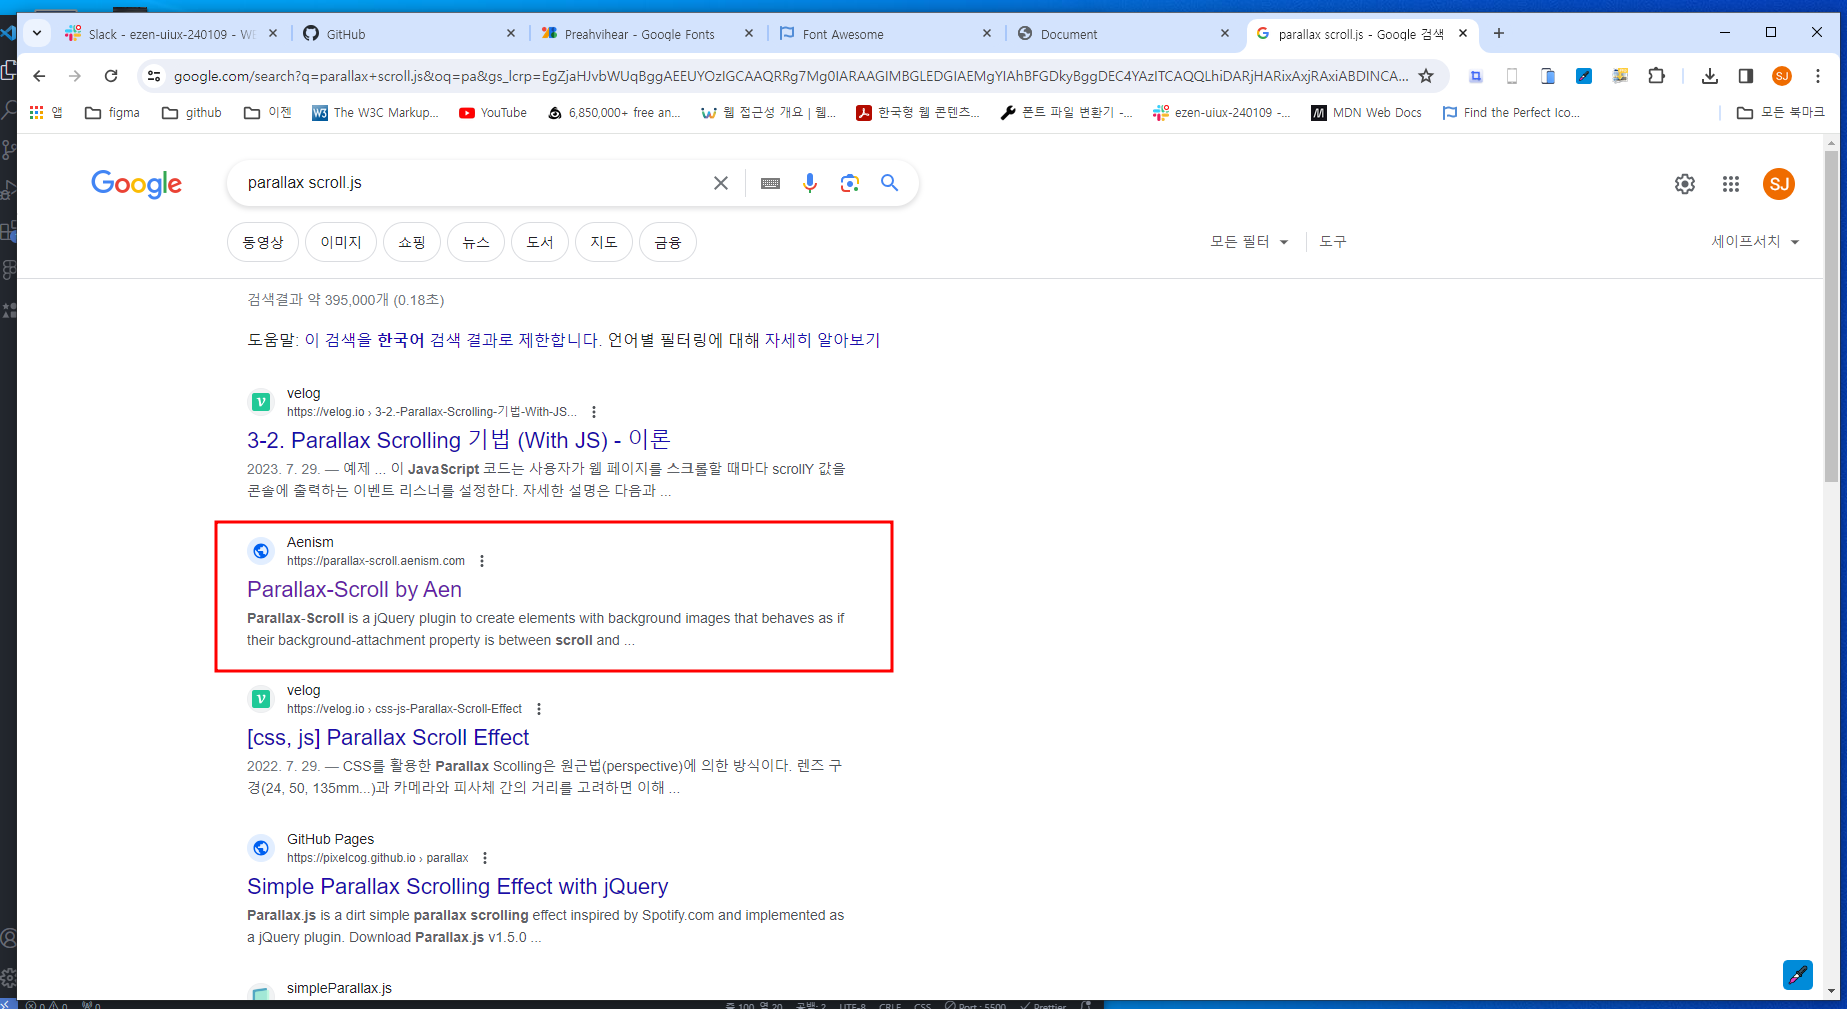 Slack - ezen-uiux-240109 - WE
GitHub
Preahvihear - Google Fonts
Font Awesome
Document
parallax scroll.js - Google 검색
google.com/search?q=parallax+scroll.js&oq=pa&gs_lcrp=EgZjaHJvbWUqBggAEEUYOzIGCAAQRRg7Mg0IARAAGIMBGLEDGIAEMgYIAhBFGDkyBggDEC4YAzITCAQQLhiDARjHARixAxjRAxiABDINCA...
SJ
앱
figma
github
이젠
The W3C Markup...
YouTube
6,850,000+ free an...
웹 접근성 개요 | 웹...
한국형 웹 콘텐츠...
폰트 파일 변환기 -...
ezen-uiux-240109 -...
MDN Web Docs
Find the Perfect Ico...
모든 북마크
Google
parallax scroll.js
SJ
동영상
이미지
쇼핑
뉴스
도서
지도
금융
모든 필터
도구
세이프서치
검색결과 약 395,000개 (0.18초)
도움말: 이 검색을 한국어 검색 결과로 제한합니다. 언어별 필터링에 대해 자세히 알아보기
velog
https://velog.io › 3-2.-Parallax-Scrolling-기법-With-JS...
3-2. Parallax Scrolling 기법 (With JS) - 이론
2023. 7. 29. — 예제 ... 이 JavaScript 코드는 사용자가 웹 페이지를 스크롤할 때마다 scrollY 값을
콘솔에 출력하는 이벤트 리스너를 설정한다. 자세한 설명은 다음과 ...
Aenism
https://parallax-scroll.aenism.com
Parallax-Scroll by Aen
Parallax-Scroll is a jQuery plugin to create elements with background images that behaves as if
their background-attachment property is between scroll and ...
velog
https://velog.io › css-js-Parallax-Scroll-Effect
[css, js] Parallax Scroll Effect
2022. 7. 29. — CSS를 활용한 Parallax Scolling은 원근법(perspective)에 의한 방식이다. 렌즈 구
경(24, 50, 135mm...)과 카메라와 피사체 간의 거리를 고려하면 이해 ...
GitHub Pages
https://pixelcog.github.io › parallax
Simple Parallax Scrolling Effect with jQuery
Parallax.js is a dirt simple parallax scrolling effect inspired by Spotify.com and implemented as
a jQuery plugin. Download Parallax.js v1.5.0 ...
simpleParallax.js
줄 100, 열 20 공백: 2 UTF-8 CRLF CSS Port : 5500 Prettier